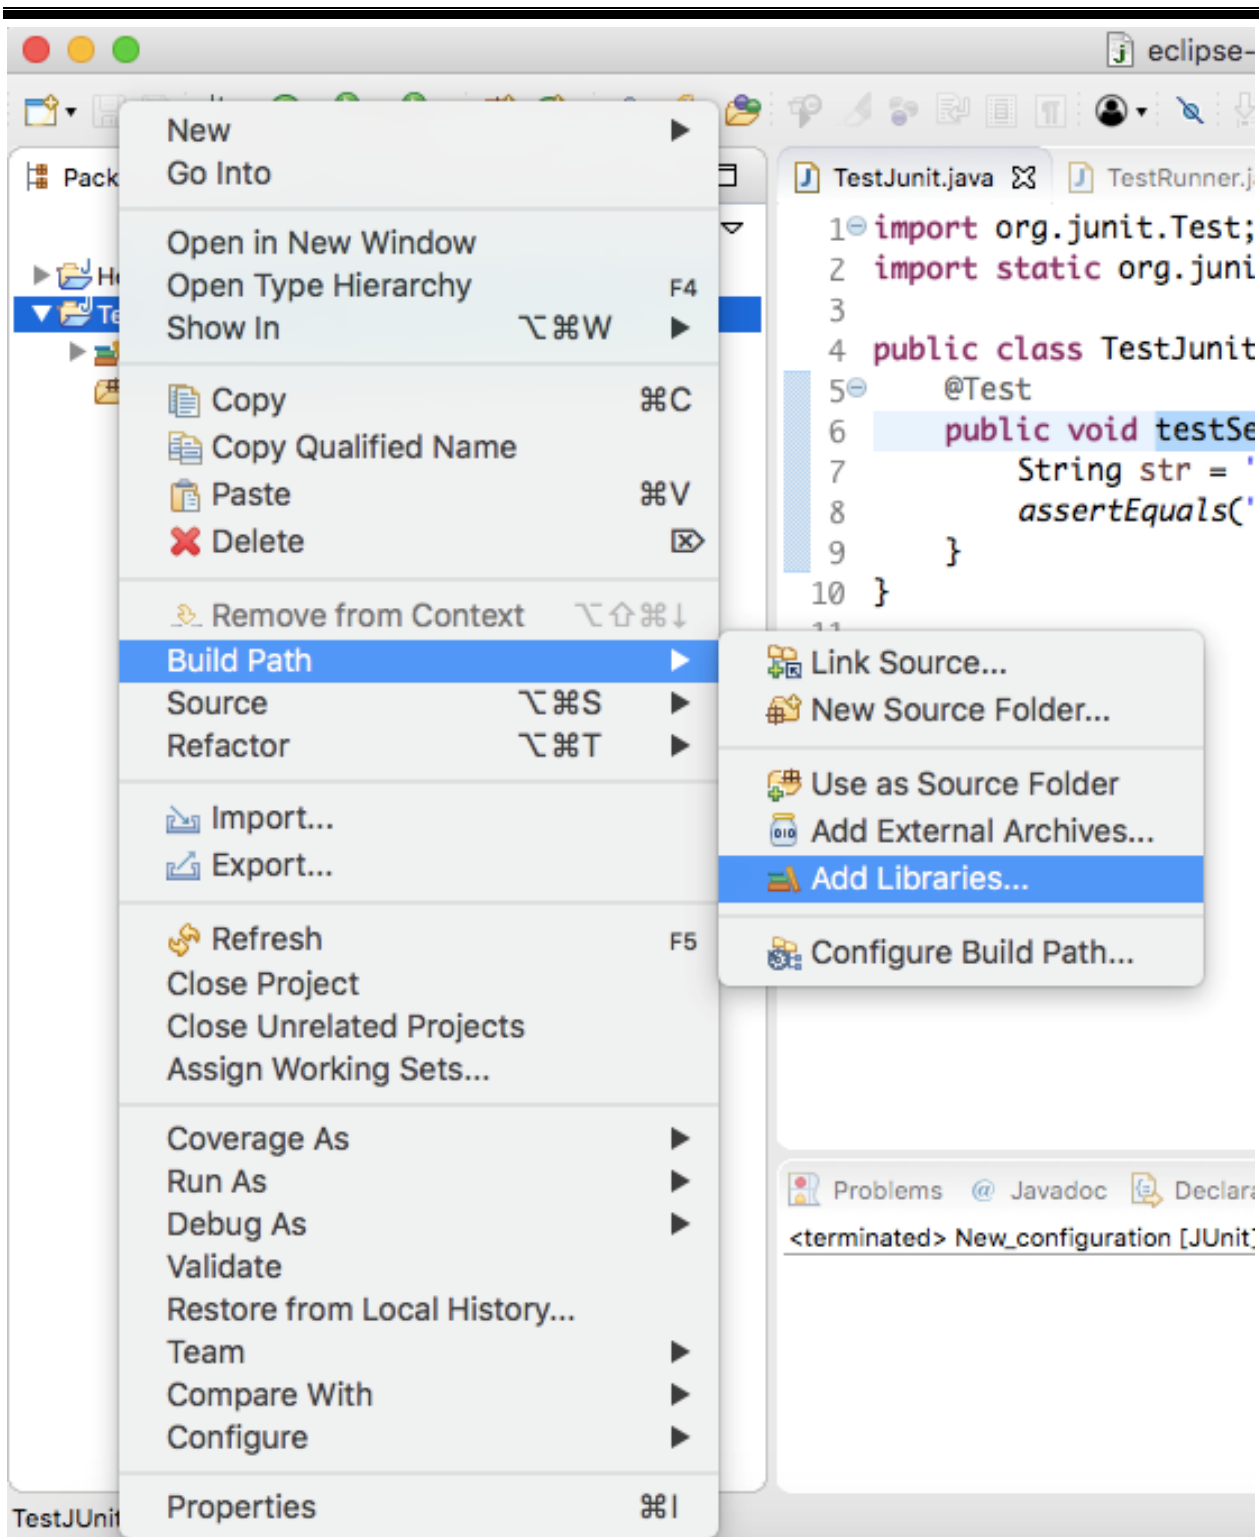 eclipse-
New
Go Into
Open in New Window
Open Type Hierarchy F4
Show In ⌥⌘W
Copy ⌘C
Copy Qualified Name
Paste ⌘V
Delete ⌦
Remove from Context ⌥⇧⌘↓
Build Path
Source ⌥⌘S
Refactor ⌥⌘T
Import...
Export...
Refresh F5
Close Project
Close Unrelated Projects
Assign Working Sets...
Coverage As
Run As
Debug As
Validate
Restore from Local History...
Team
Compare With
Configure
Properties ⌘I
Link Source...
New Source Folder...
Use as Source Folder
Add External Archives...
Add Libraries...
Configure Build Path...
Pack
TestJunit.java TestRunner.j
1 import org.junit.Test;
2 import static org.juni
3
4 public class TestJunit
5 @Test
6 public void testSe
7 String str = "
8 assertEquals("
9 }
10 }
11
Problems @ Javadoc Declara
<terminated> New_configuration [JUnit]
TestJUnit